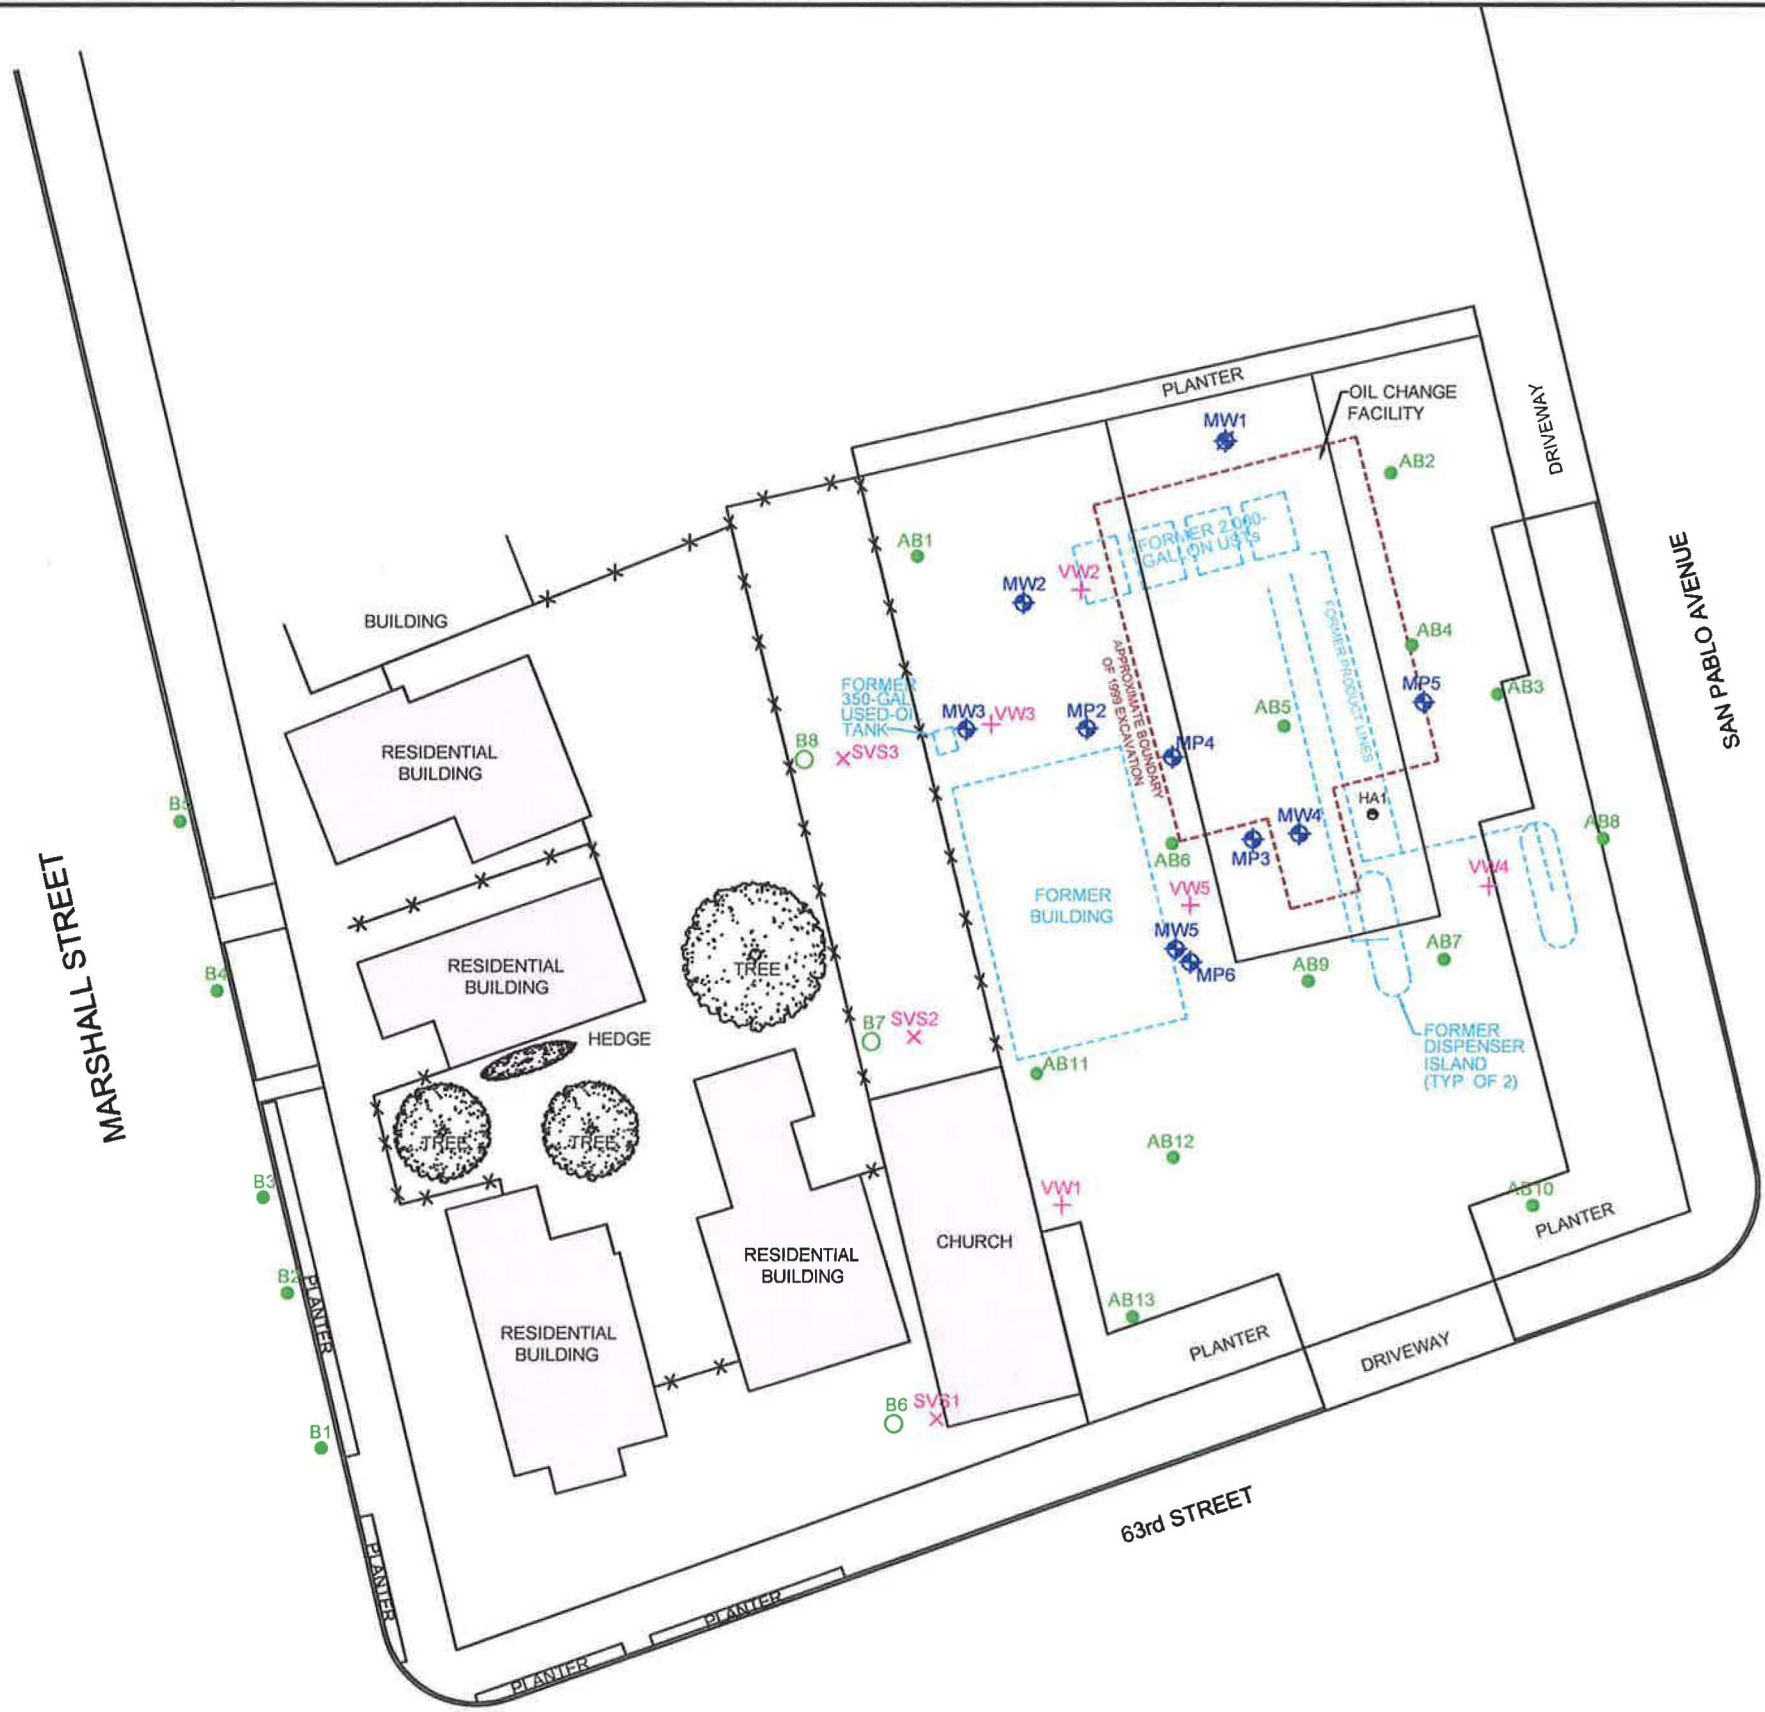 PLANTER
OIL CHANGE
FACILITY
DRIVEWAY
MW1
AB2
AB1
FORMER 2,000-
GALLON USTs
VW2
MW2
SAN PABLO AVENUE
BUILDING
AB4
FORMER PRODUCT LINES
APPROXIMATE BOUNDARY
OF 1999 EXCAVATION
FORMER
350-GAL
USED-OI
TANK
MP5
AB3
MW3
VW3
MP2
AB5
MP4
B8
SVS3
RESIDENTIAL
BUILDING
B5
HA1
MW4
AB8
MP3
AB6
VW4
VW5
FORMER
BUILDING
MARSHALL STREET
MW5
MP6
AB7
AB9
TREE
RESIDENTIAL
BUILDING
B4
B7
SVS2
HEDGE
FORMER
DISPENSER
ISLAND
(TYP OF 2)
AB11
TREE
TREE
AB12
B3
VW1
AB10
PLANTER
CHURCH
RESIDENTIAL
BUILDING
B2
PLANTER
AB13
RESIDENTIAL
BUILDING
PLANTER
DRIVEWAY
B6
SVS1
B1
63rd STREET
PLANTER
PLANTER
PLANTER